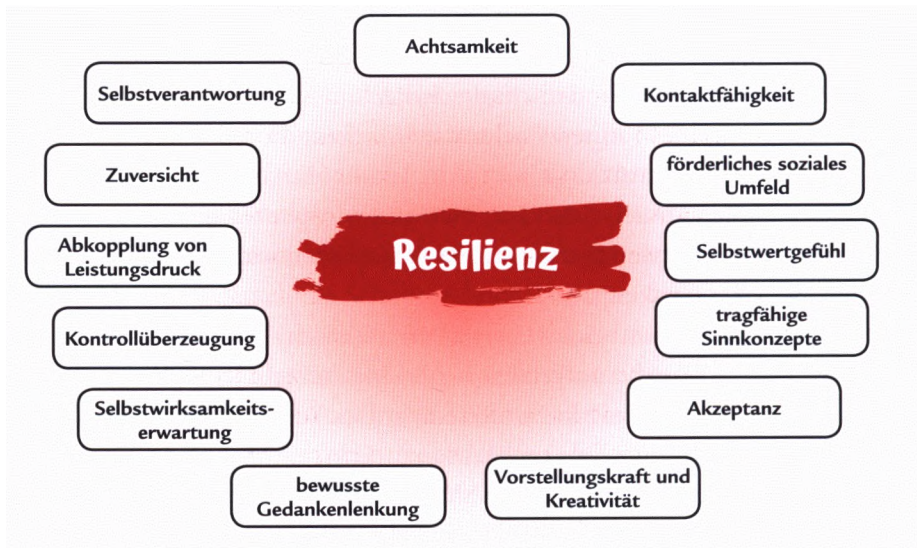 Achtsamkeit
Selbstverantwortung
Kontaktfähigkeit
Zuversicht
förderliches soziales
Umfeld
Abkopplung von
Leistungsdruck
Resilienz
Selbstwertgefühl
Kontrollüberzeugung
tragfähige
Sinnkonzepte
Selbstwirksamkeits-
erwartung
Akzeptanz
bewusste
Gedankenlenkung
Vorstellungskraft und
Kreativität